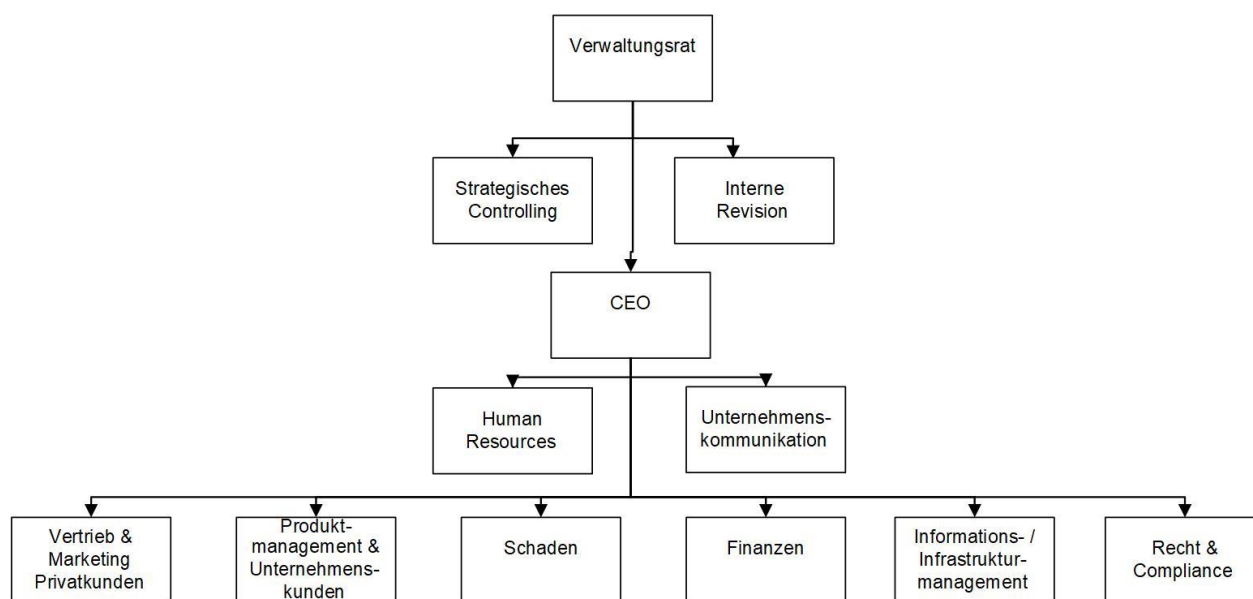 Verwaltungsrat
Strategisches
Controlling
Interne
Revision
CEO
Human
Resources
Unternehmens-
kommunikation
Vertrieb &
Marketing
Privatkunden
Produkt-
management &
Unternehmens-
kunden
Schaden
Finanzen
Informations- /
Infrastruktur-
management
Recht &
Compliance